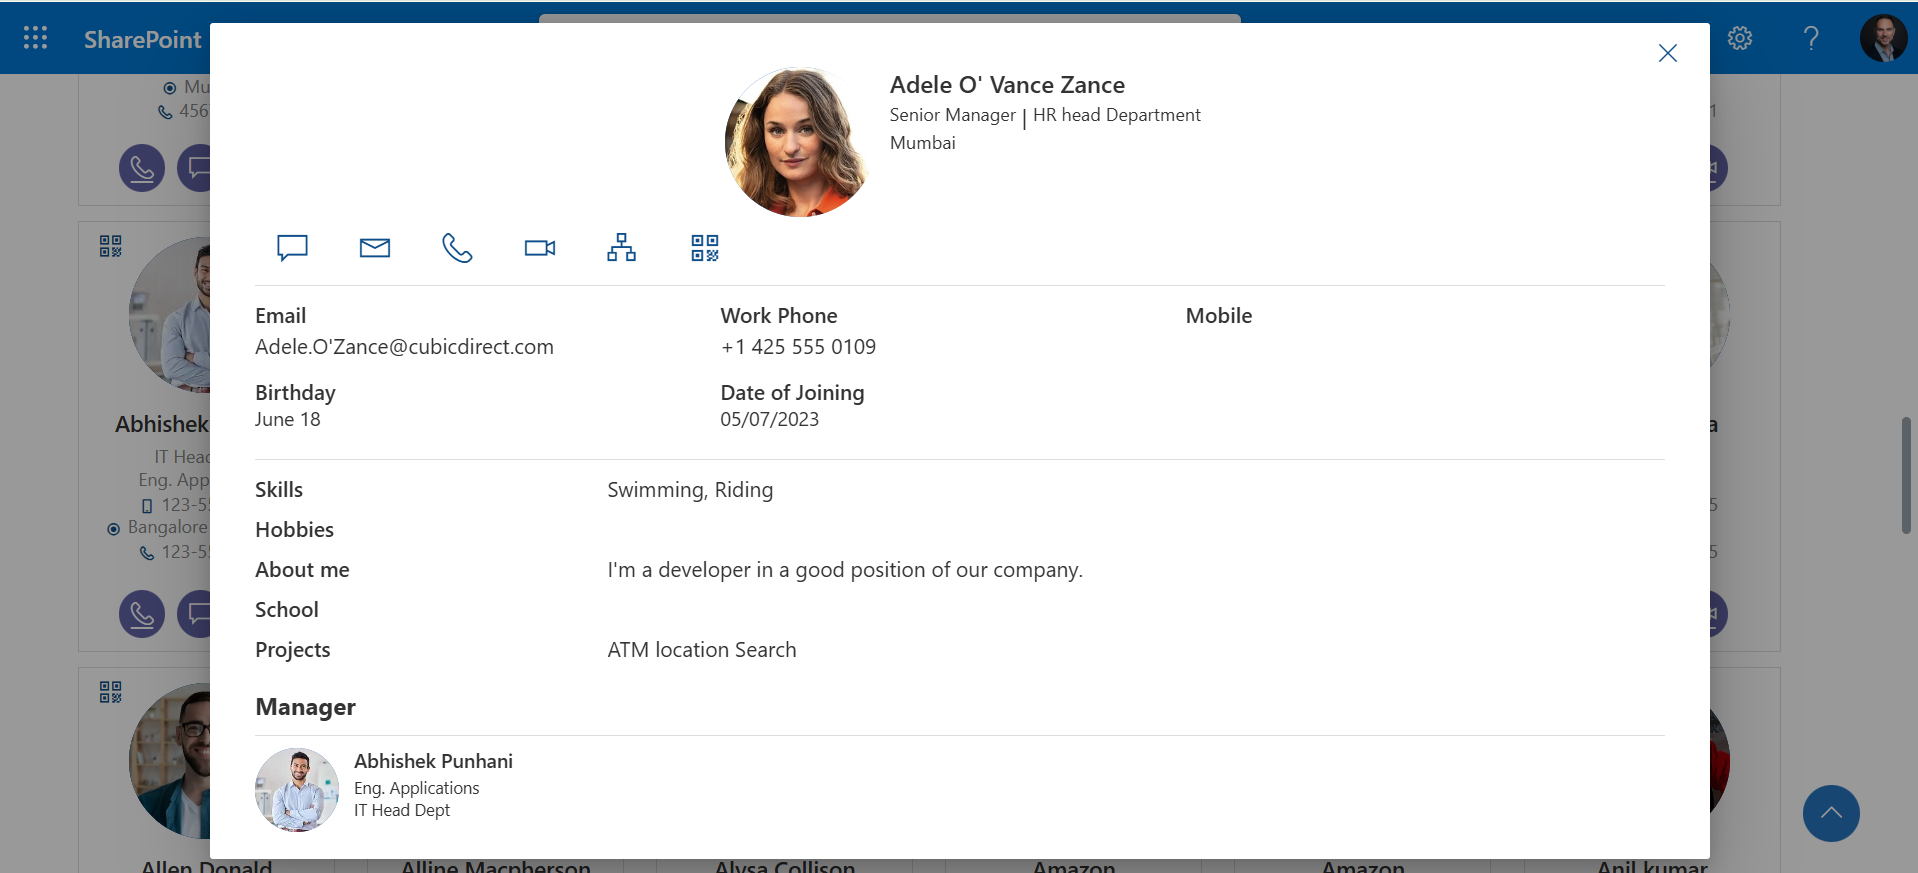 SharePoint
?
Adele O' Vance Zance
Senior Manager | HR head Department
Mumbai
Email
Adele.O'Zance@cubicdirect.com
Work Phone
+1 425 555 0109
Mobile
Birthday
June 18
Date of Joining
05/07/2023
Skills
Swimming, Riding
Hobbies
About me
I'm a developer in a good position of our company.
School
Projects
ATM location Search
Manager
Abhishek Punhani
Eng. Applications
IT Head Dept
Mu
456
1
Abhishek
IT Head
Eng. App
123-5
Bangalore
123-5
a
5
5
Allen Donald
Alline Macpherson
Alysa Collison
Amazon
Amazon
Anil kumar